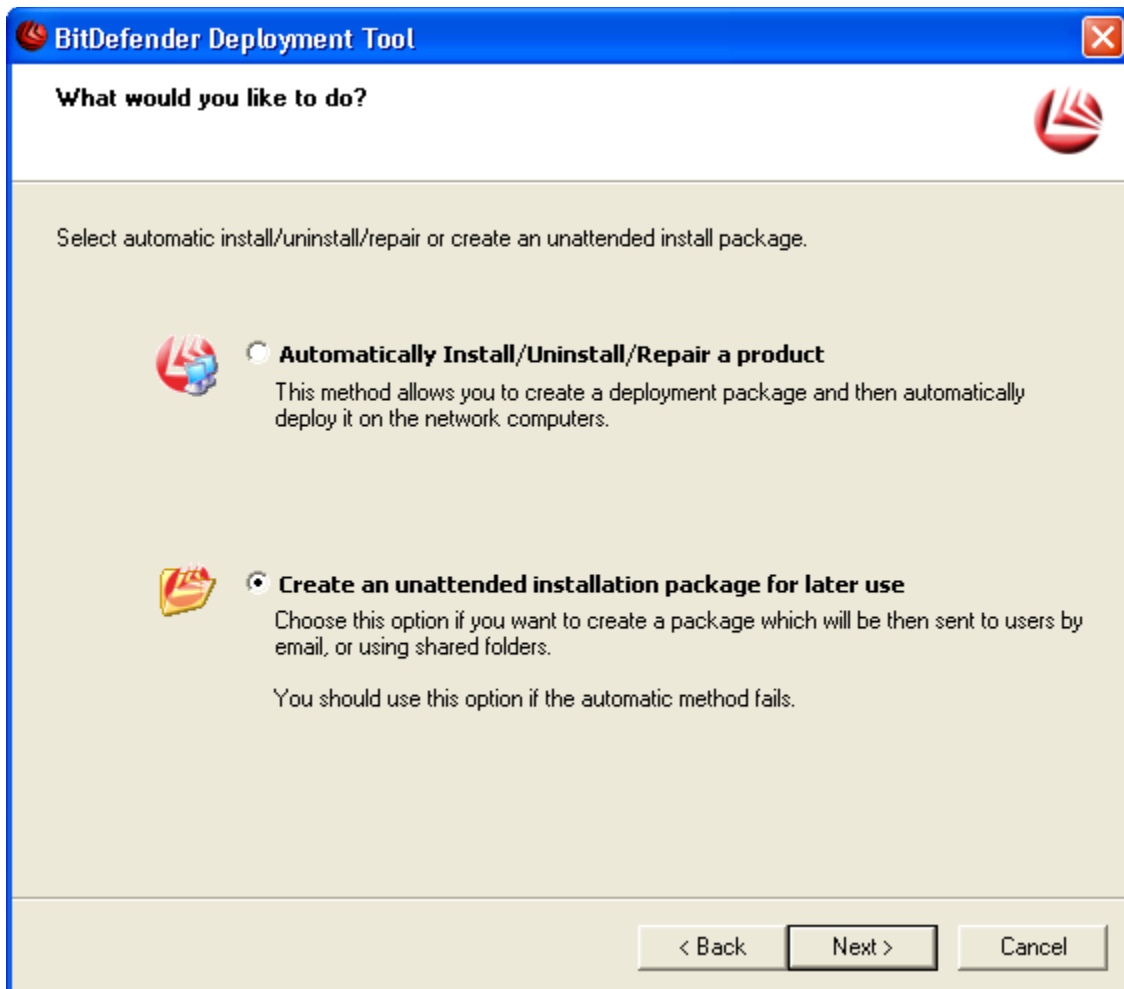 BitDefender Deployment Tool
What would you like to do?
Select automatic install/uninstall/repair or create an unattended install package.
Automatically Install/Uninstall/Repair a product
This method allows you to create a deployment package and then automatically
deploy it on the network computers.
Create an unattended installation package for later use
Choose this option if you want to create a package which will be then sent to users by
email, or using shared folders.
You should use this option if the automatic method fails.
< Back
Next >
Cancel